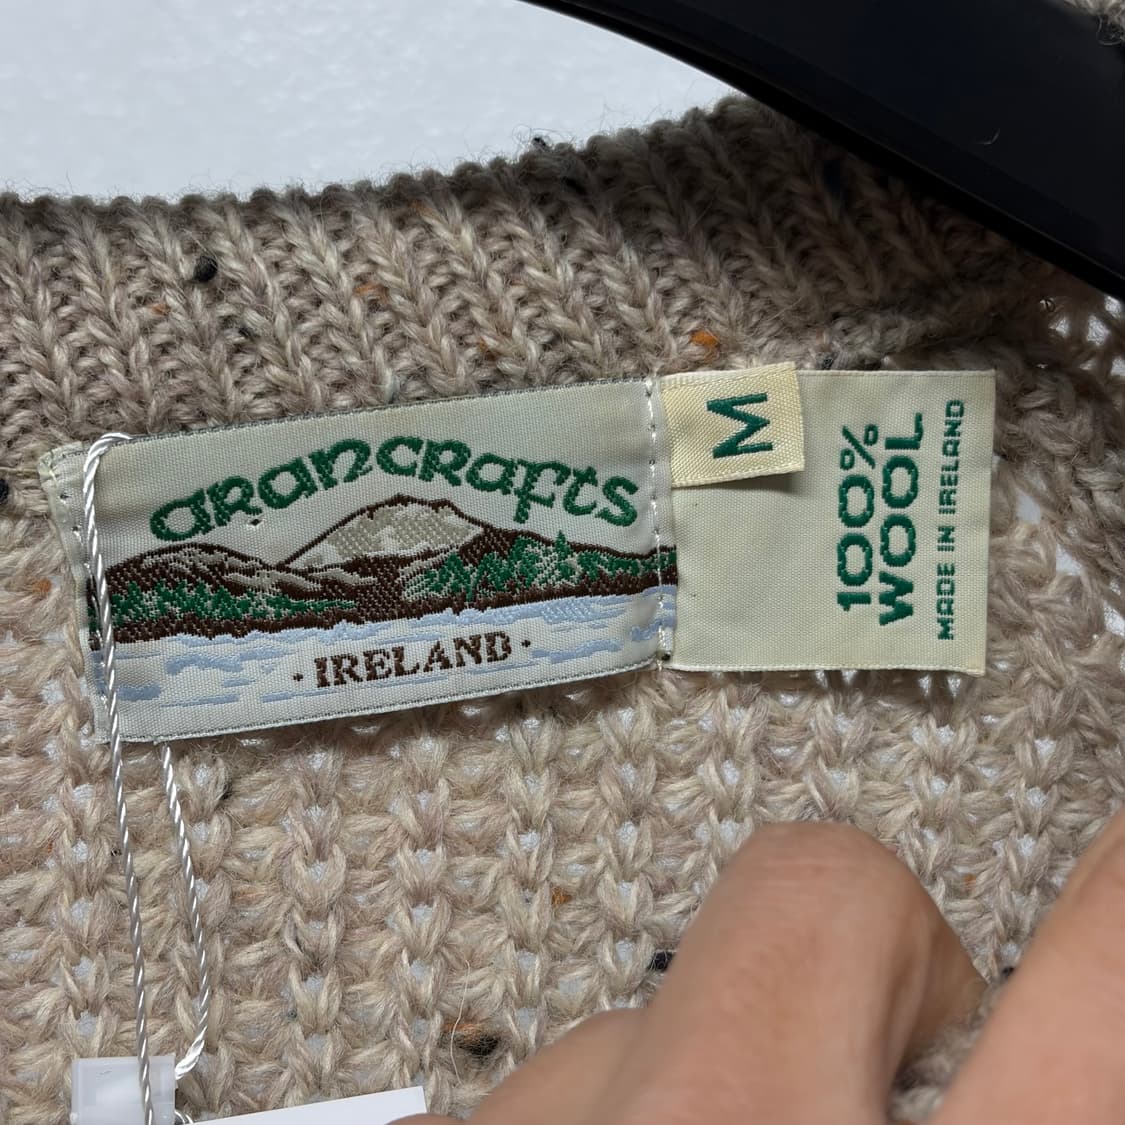 arancrafts
· IRELAND ·
M
100%
WOOL
MADE IN IRELAND